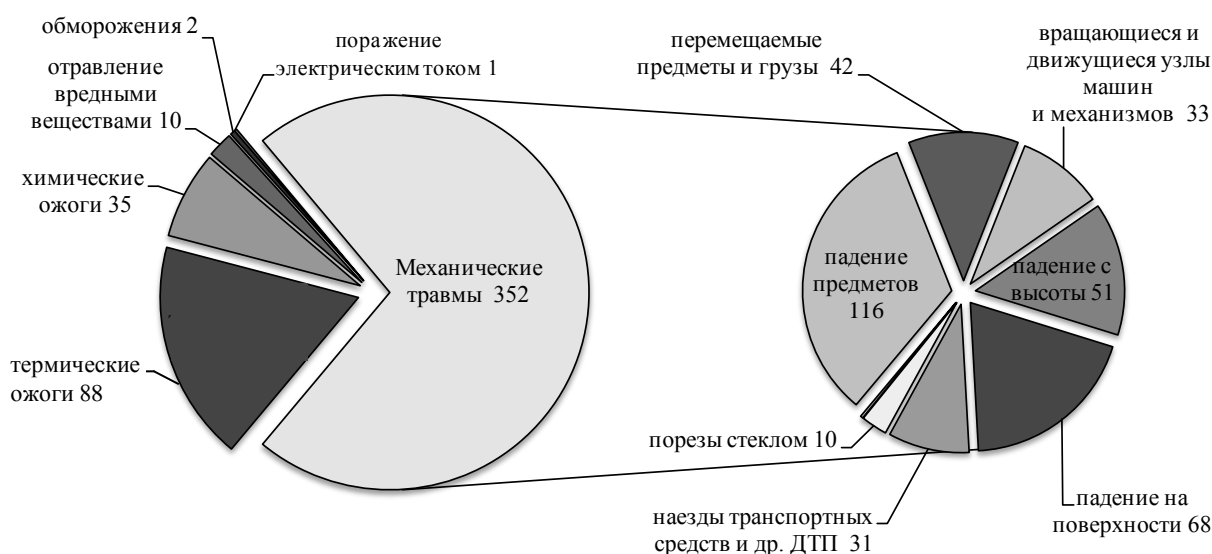 обморожения 2
поражение
электрическим током 1
отравление
вредными
веществами 10
химические
ожоги 35
термические
ожоги 88
Механические
травмы 352
перемещаемые
предметы и грузы 42
вращающиеся и
движущиеся узлы
машин
и механизмов 33
падение с
высоты 51
падение
предметов
116
порезы стеклом 10
наезды транспортных
средств и др. ДТП 31
падение на
поверхности 68